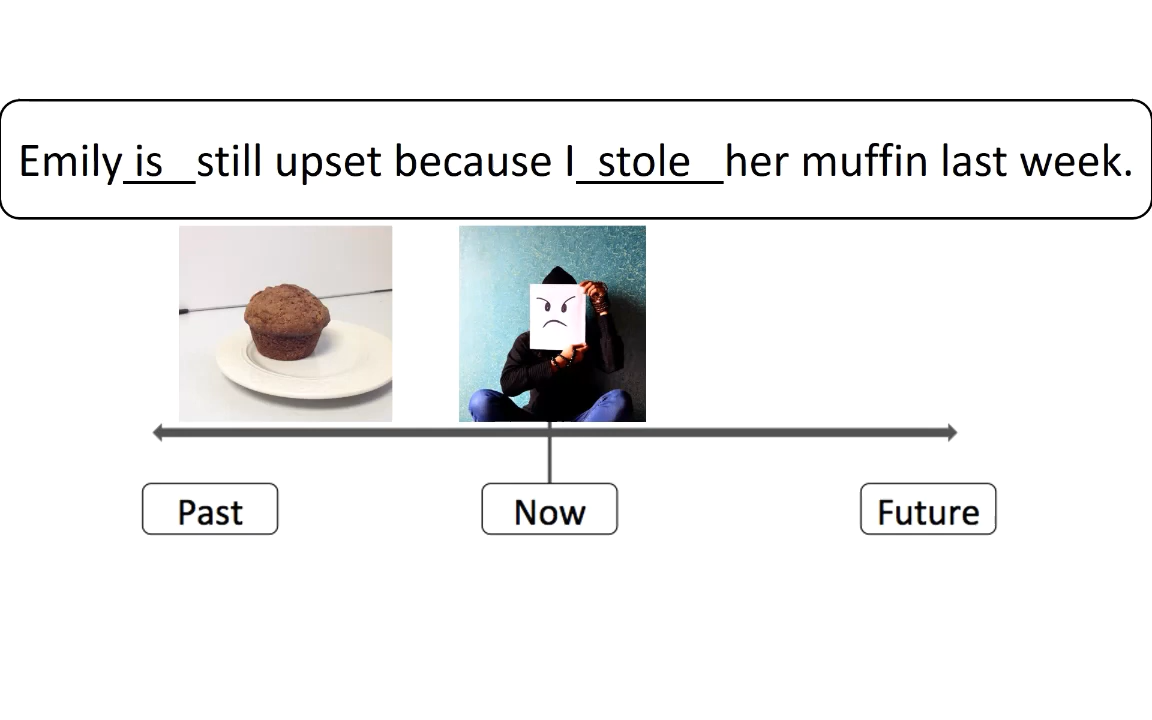 Emily is still upset because I stole her muffin last week.
Past Now Future